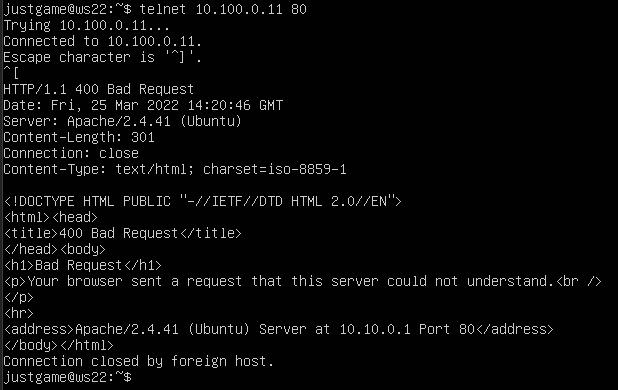 justgame@ws22:~$ telnet 10.100.0.11 80
Trying 10.100.0.11...
Connected to 10.100.0.11.
Escape character is '^]'.
^[
HTTP/1.1 400 Bad Request
Date: Fri, 25 Mar 2022 14:20:46 GMT
Server: Apache/2.4.41 (Ubuntu)
Content-Length: 301
Connection: close
Content-Type: text/html; charset=iso-8859-1

<!DOCTYPE HTML PUBLIC "-//IETF//DTD HTML 2.0//EN">
<html><head>
<title>400 Bad Request</title>
</head><body>
<h1>Bad Request</h1>
<p>Your browser sent a request that this server could not understand.<br />
</p>
<hr>
<address>Apache/2.4.41 (Ubuntu) Server at 10.10.0.1 Port 80</address>
</body></html>
Connection closed by foreign host.
justgame@ws22:~$